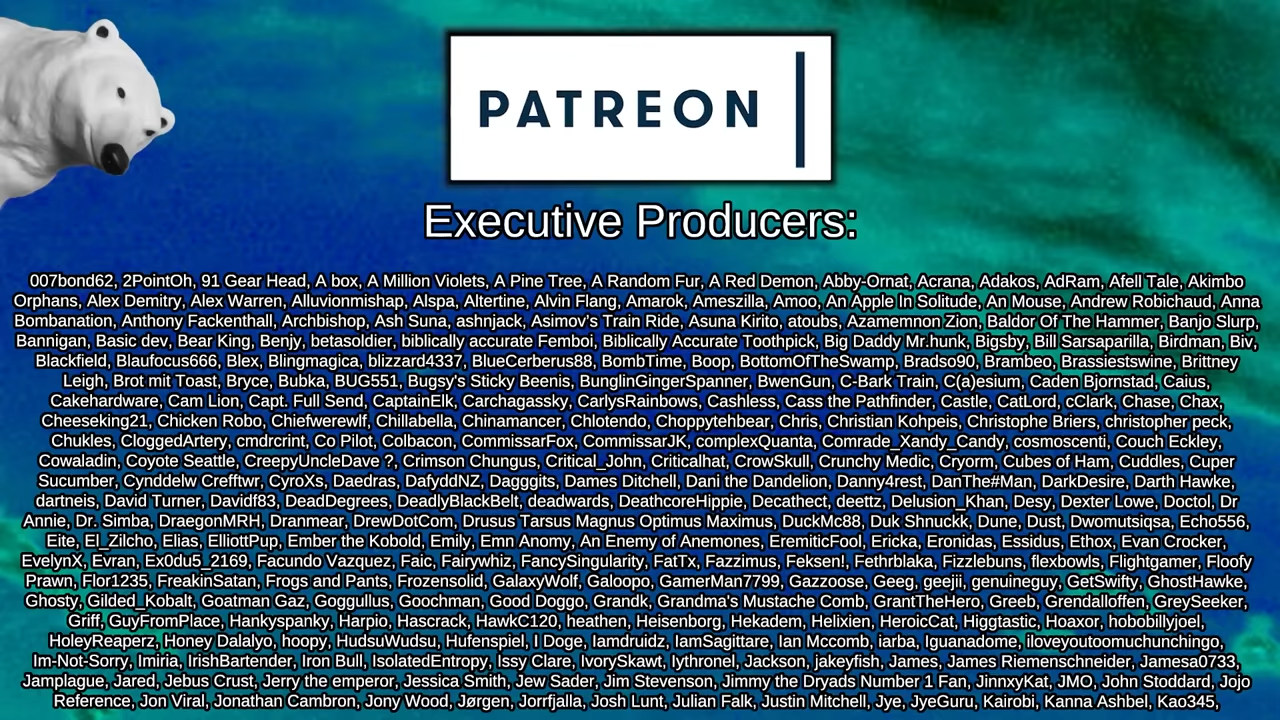 PATREON
Executive Producers:
007bond62, 2PointOh, 91 Gear Head, A box, A Million Violets, A Pine Tree, A Random Fur, A Red Demon, Abby-Ornat, Acrana, Adakos, AdRam, Afell Tale, Akimbo
Orphans, Alex Demitry, Alex Warren, Alluvionmishap, Alspa, Altertine, Alvin Flang, Amarok, Ameszilla, Amoo, An Apple In Solitude, An Mouse, Andrew Robichaud, Anna
Bombanation, Anthony Fackenthall, Archbishop, Ash Suna, ashnjack, Asimov's Train Ride, Asuna Kirito, atoubs, Azamemnon Zion, Baldor Of The Hammer, Banjo Slurp,
Bannigan, Basic dev, Bear King, Benjy, betasoldier, biblically accurate Femboi, Biblically Accurate Toothpick, Big Daddy Mr.hunk, Bigsby, Bill Sarsaparilla, Birdman, Biv,
Blackfield, Blaufocus666, Blex, Blingmagica, blizzard4337, BlueCerberus88, BombTime, Boop, BottomOfTheSwamp, Bradso90, Brambeo, Brassiestswine, Brittney
Leigh, Brot mit Toast, Bryce, Bubka, BUG551, Bugsy's Sticky Beenis, BunglinGingerSpanner, BwenGun, C-Bark Train, C(a)esium, Caden Bjornstad, Caius,
Cakehardware, Cam Lion, Capt. Full Send, CaptainElk, Carchagassky, CarlysRainbows, Cashless, Cass the Pathfinder, Castle, CatLord, cClark, Chase, Chax,
Cheeseking21, Chicken Robo, Chiefwerewlf, Chillabella, Chinamancer, Chlotendo, Choppytehbear, Chris, Christian Kohpeis, Christophe Briers, christopher peck,
Chukles, CloggedArtery, cmdrcrint, Co Pilot, Colbacon, CommissarFox, CommissarJK, complexQuanta, Comrade_Xandy_Candy, cosmoscenti, Couch Eckley,
Cowaladin, Coyote Seattle, CreepyUncleDave ?, Crimson Chungus, Critical_John, Criticalhat, CrowSkull, Crunchy Medic, Cryorm, Cubes of Ham, Cuddles, Cuper
Sucumber, Cynddelw Crefftwr, CyroXs, Daedras, DafyddNZ, Dagggits, Dames Ditchell, Dani the Dandelion, Danny4rest, DanThe#Man, DarkDesire, Darth Hawke,
dartneis, David Turner, Davidf83, DeadDegrees, DeadlyBlackBelt, deadwards, DeathcoreHippie, Decathect, deettz, Delusion_Khan, Desy, Dexter Lowe, Doctol, Dr
Annie, Dr. Simba, DraegonMRH, Dranmear, DrewDotCom, Drusus Tarsus Magnus Optimus Maximus, DuckMc88, Duk Shnuckk, Dune, Dust, Dwomutsiqsa, Echo556,
Eite, El_Zilcho, Elias, ElliottPup, Ember the Kobold, Emily, Emn Anomy, An Enemy of Anemones, EremiticFool, Ericka, Eronidas, Essidus, Ethox, Evan Crocker,
EvelynX, Evran, Ex0du5_2169, Facundo Vazquez, Faic, Fairywhiz, FancySingularity, FatTx, Fazzimus, Feksen!, Fethrblaka, Fizzlebuns, flexbowls, Flightgamer, Floofy
Prawn, Flor1235, FreakinSatan, Frogs and Pants, Frozensolid, GalaxyWolf, Galoopo, GamerMan7799, Gazzoose, Geeg, geejii, genuineguy, GetSwifty, GhostHawke,
Ghosty, Gilded_Kobalt, Goatman Gaz, Goggullus, Goochman, Good Doggo, Grandk, Grandma's Mustache Comb, GrantTheHero, Greeb, Grendalloffen, GreySeeker,
Griff, GuyFromPlace, Hankyspanky, Harpio, Hascrack, HawkC120, heathen, Heisenborg, Hekadem, Helixien, HeroicCat, Higgtastic, Hoaxor, hobobillyjoel,
HoleyReaperz, Honey Dalalyo, hoopy, HudsuWudsu, Hufenspiel, I Doge, Iamdruidz, IamSagittare, Ian Mccomb, iarba, Iguanadome, iloveyoutoomuchunchingo,
Im-Not-Sorry, Imiria, IrishBartender, Iron Bull, IsolatedEntropy, Issy Clare, IvorySkawt, Iythronel, Jackson, jakeyfish, James, James Riemenschneider, Jamesa0733,
Jamplague, Jared, Jebus Crust, Jerry the emperor, Jessica Smith, Jew Sader, Jim Stevenson, Jimmy the Dryads Number 1 Fan, JinnxyKat, JMO, John Stoddard, Jojo
Reference, Jon Viral, Jonathan Cambron, Jony Wood, Jørgen, Jorrfjalla, Josh Lunt, Julian Falk, Justin Mitchell, Jye, JyeGuru, Kairobi, Kanna Ashbel, Kao345,